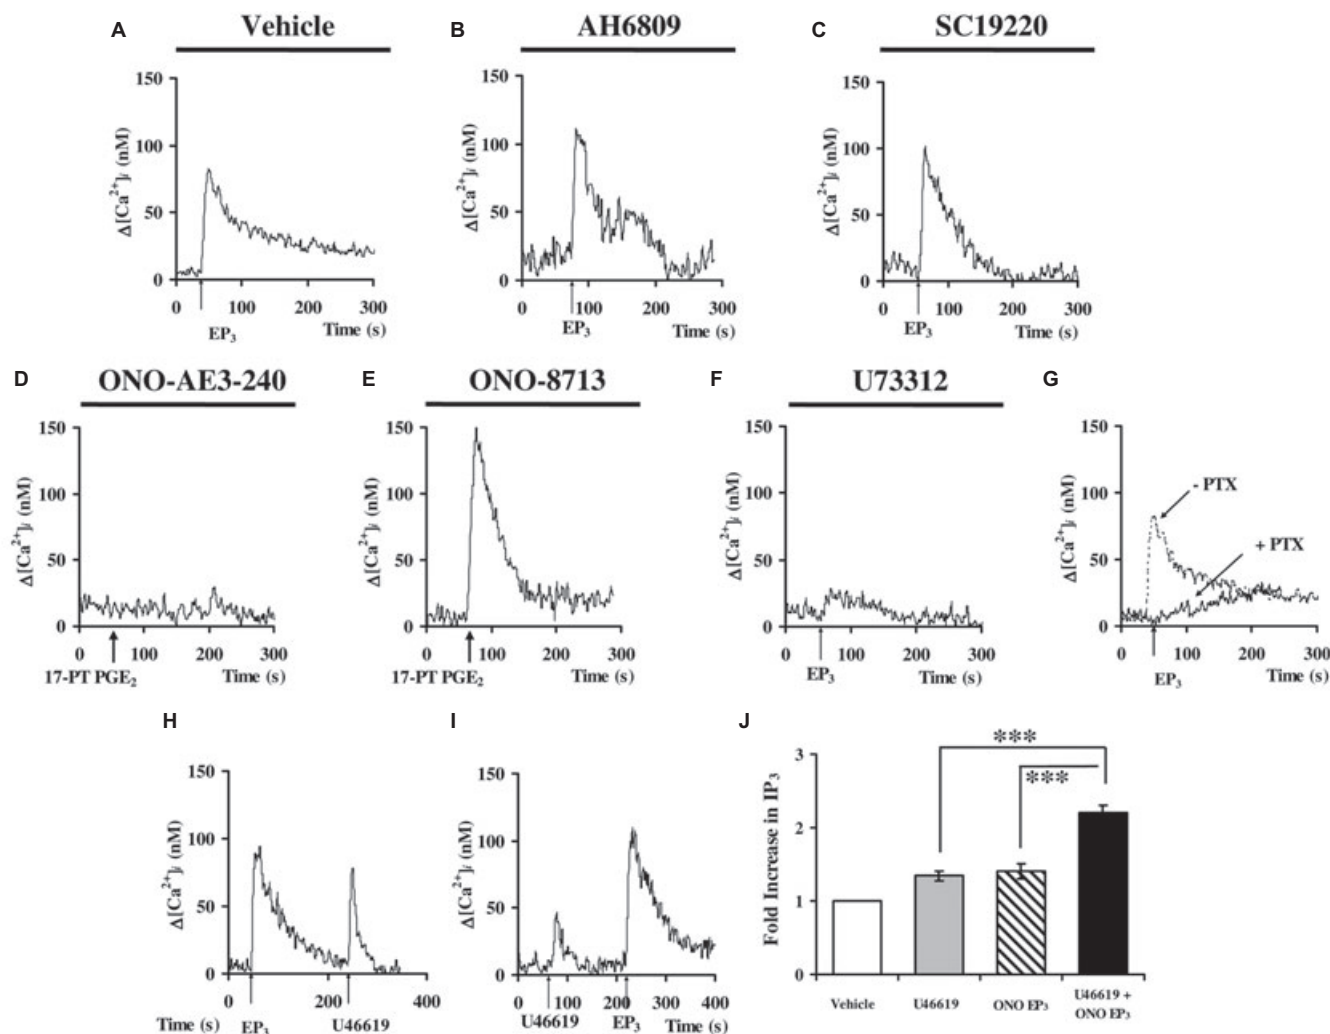 A Vehicle
B AH6809
C SC19220
150
100
50
0
Δ[Ca²⁺]ᵢ (nM)
0 100 200 300
EP₃
Time (s)
150
100
50
0
Δ[Ca²⁺]ᵢ (nM)
0 100 200 300
EP₃
Time (s)
150
100
50
0
Δ[Ca²⁺]ᵢ (nM)
0 100 200 300
EP₃
Time (s)
D ONO-AE3-240
E ONO-8713
F U73312
G
150
100
50
0
Δ[Ca²⁺]ᵢ (nM)
0 100 200 300
17-PT PGE₂
Time (s)
150
100
50
0
Δ[Ca²⁺]ᵢ (nM)
0 100 200 300
17-PT PGE₂
Time (s)
150
100
50
0
Δ[Ca²⁺]ᵢ (nM)
0 100 200 300
EP₃
Time (s)
150
100
50
0
Δ[Ca²⁺]ᵢ (nM)
- PTX
+ PTX
0 100 200 300
EP₃
Time (s)
H
150
100
50
0
Δ[Ca²⁺]ᵢ (nM)
0 200 400
Time (s)
EP₃
U46619
I
150
100
50
0
Δ[Ca²⁺]ᵢ (nM)
0 100 200 300 400
U46619
EP₃
Time (s)
J
3
2
1
0
Fold Increase in IP₃
***
***
Vehicle
U46619
ONO EP₃
U46619 +
ONO EP₃